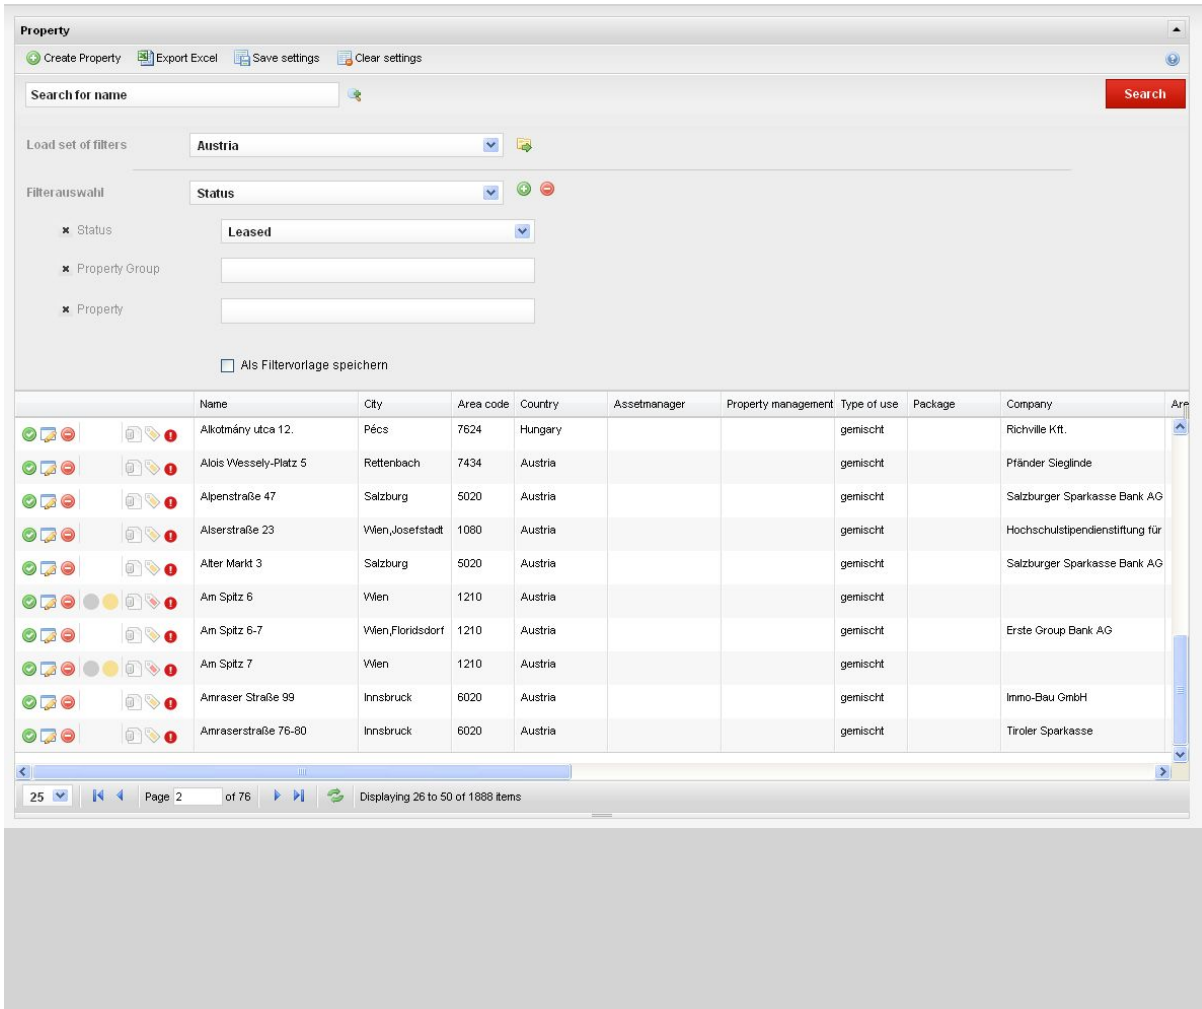 Property
Create Property Export Excel Save settings Clear settings
Search for name Search
Load set of filters Austria
Filterauswahl Status
Status Leased
Property Group
Property
Als Filtervorlage speichern
Name City Area code Country Assetmanager Property management Type of use Package Company Are
Alkotmány utca 12. Pécs 7624 Hungary gemischt Richville Kft.
Alois Wessely-Platz 5 Rettenbach 7434 Austria gemischt Pfänder Sieglinde
Alpenstraße 47 Salzburg 5020 Austria gemischt Salzburger Sparkasse Bank AG
Alserstraße 23 Wien,Josefstadt 1080 Austria gemischt Hochschulstipendienstiftung für
Alter Markt 3 Salzburg 5020 Austria gemischt Salzburger Sparkasse Bank AG
Am Spitz 6 Wien 1210 Austria gemischt
Am Spitz 6-7 Wien,Floridsdorf 1210 Austria gemischt Erste Group Bank AG
Am Spitz 7 Wien 1210 Austria gemischt
Amraser Straße 99 Innsbruck 6020 Austria gemischt Immo-Bau GmbH
Amraserstraße 76-80 Innsbruck 6020 Austria gemischt Tiroler Sparkasse
25 Page 2 of 76 Displaying 26 to 50 of 1888 items